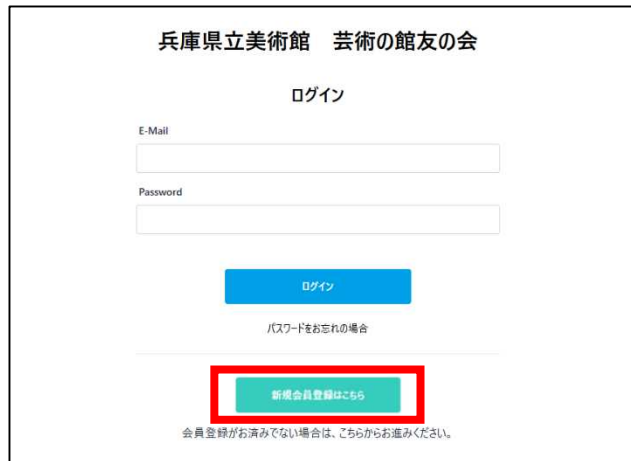 兵庫県立美術館　芸術の館友の会
ログイン
E-Mail
Password
ログイン
パスワードをお忘れの場合
新規会員登録はこちら
会員登録がお済みでない場合は、こちらからお進みください。